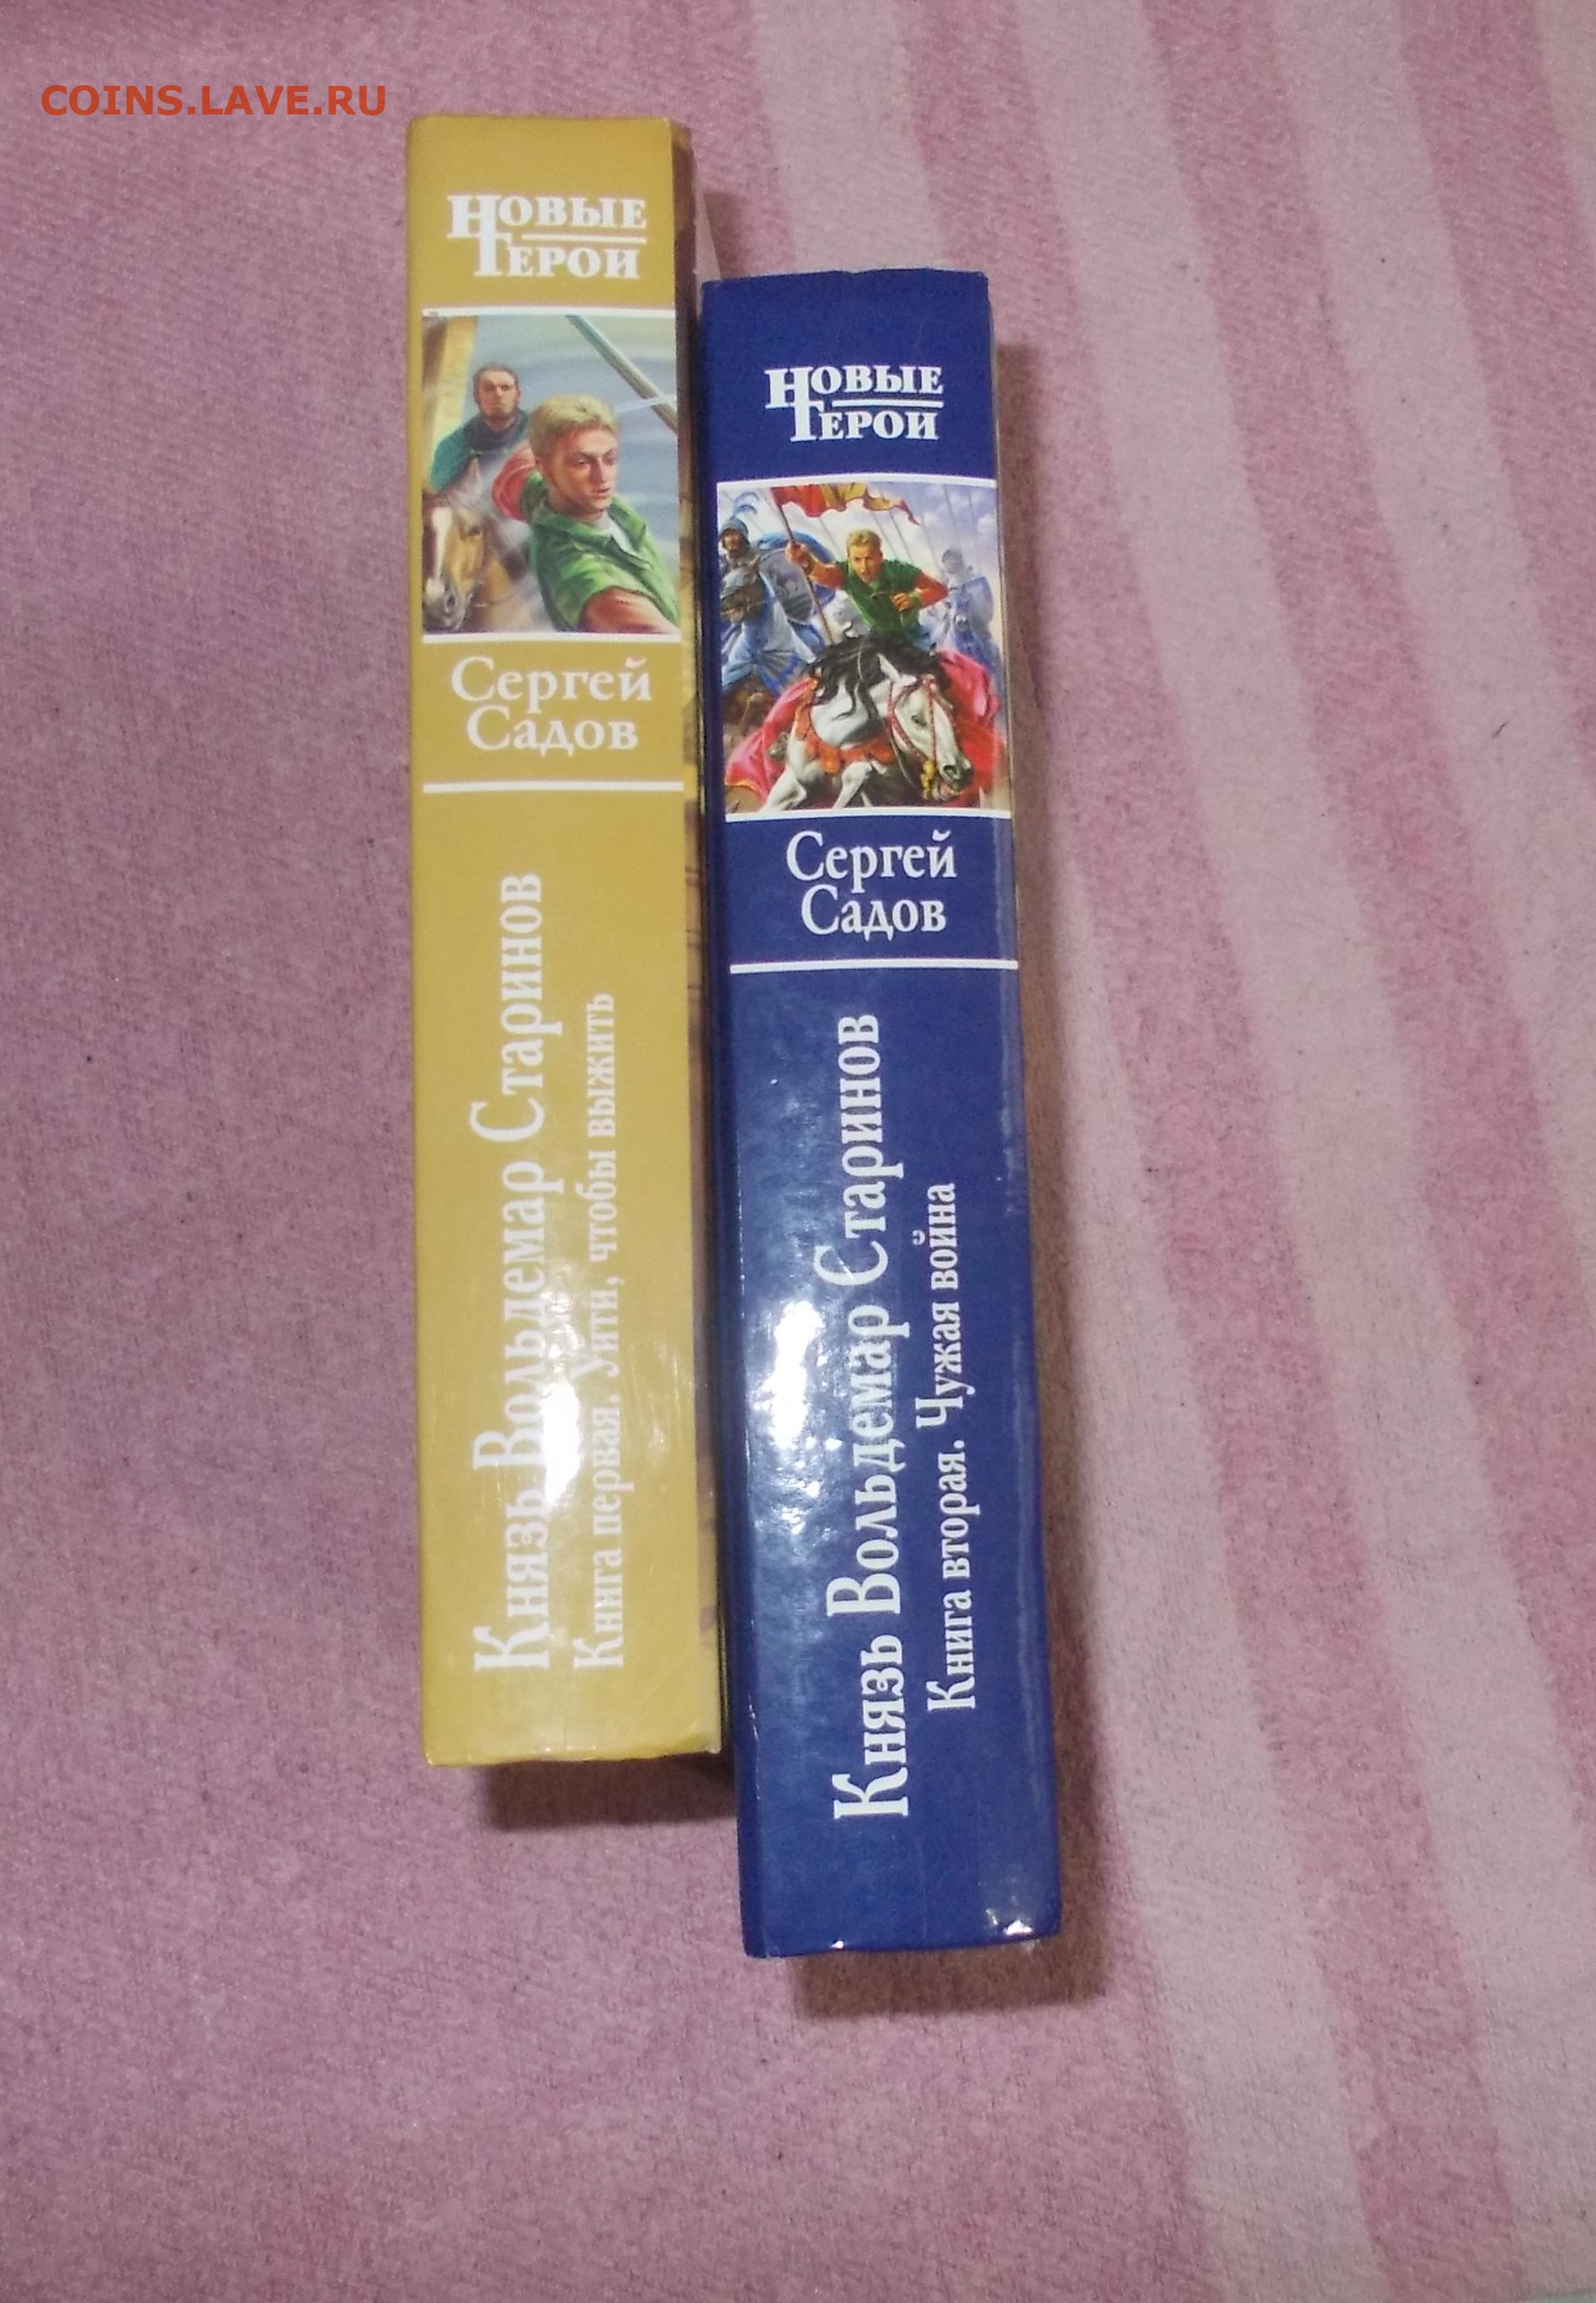 COINS.LAVE.RU
Новые
Герои
Сергей
Садов
Князь Вольдемар Старинов
Книга первая. Уйти, чтобы выжить
Новые
Герои
Сергей
Садов
Князь Вольдемар Старинов
Книга вторая. Чужая война